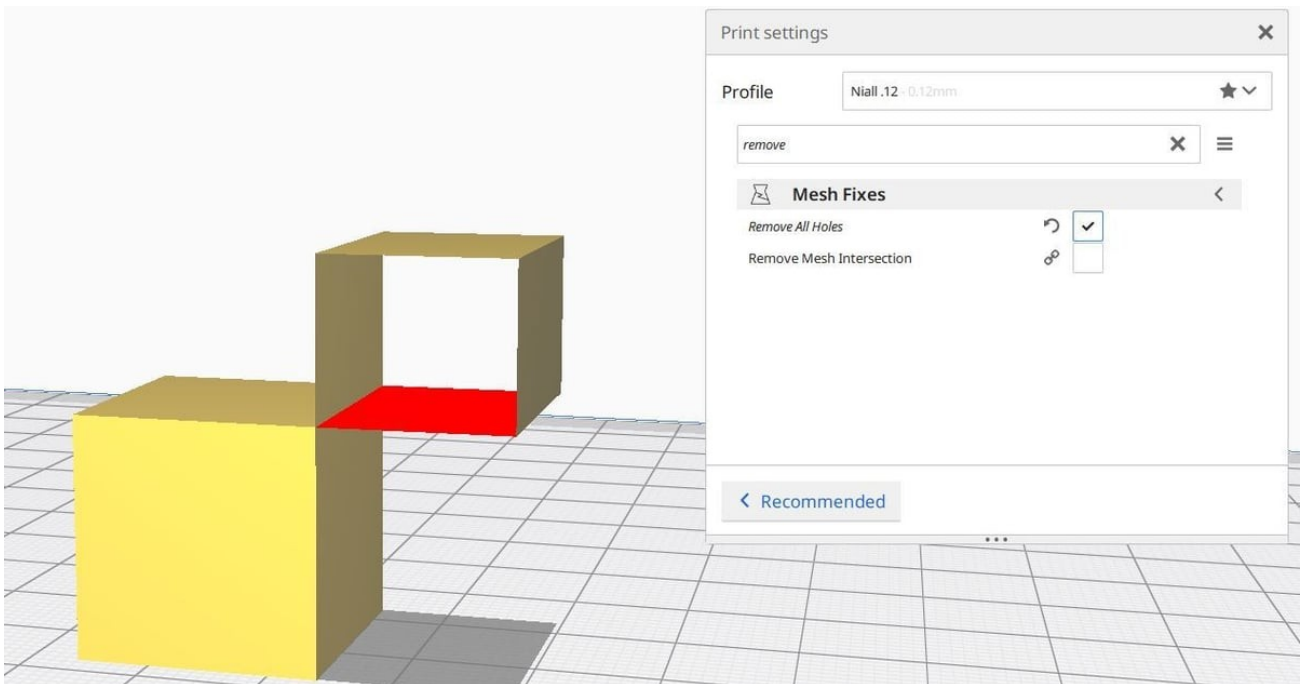 Print settings
Profile
Niall .12 - 0.12mm
remove
Mesh Fixes
Remove All Holes
Remove Mesh Intersection
Recommended